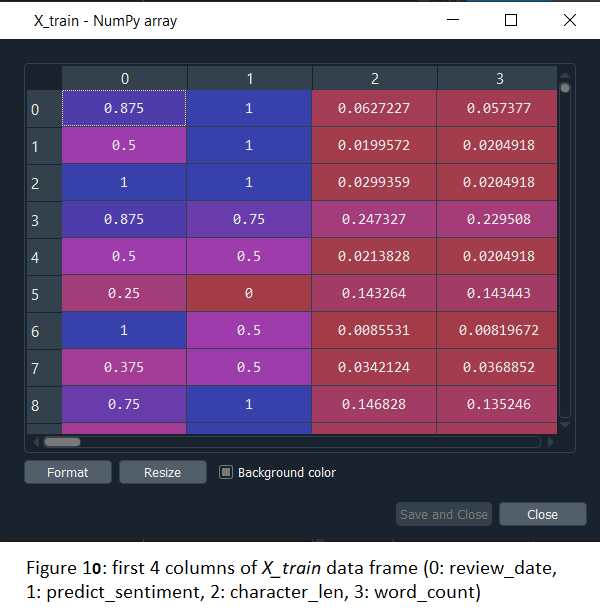 X_train - NumPy array
0 1 2 3
0 0.875 1 0.0627227 0.057377
1 0.5 1 0.0199572 0.0204918
2 1 1 0.0299359 0.0204918
3 0.875 0.75 0.247327 0.229508
4 0.5 0.5 0.0213828 0.0204918
5 0.25 0 0.143264 0.143443
6 1 0.5 0.0085531 0.00819672
7 0.375 0.5 0.0342124 0.0368852
8 0.75 1 0.146828 0.135246
Format Resize Background color
Save and Close Close
Figure 10: first 4 columns of X_train data frame (0: review_date,
1: predict_sentiment, 2: character_len, 3: word_count)